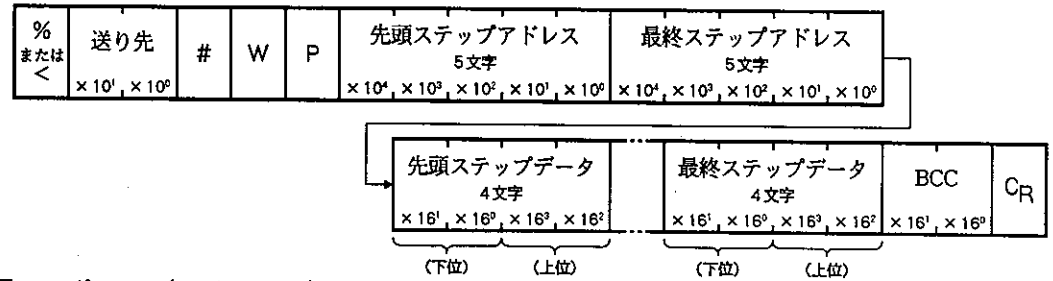 %
または
<
送り先
× 10¹ × 10⁰
#
W
P
先頭ステップアドレス
5文字
× 10⁴ × 10³ × 10² × 10¹ × 10⁰
最終ステップアドレス
5文字
× 10⁴ × 10³ × 10² × 10¹ × 10⁰
先頭ステップデータ
4文字
× 16¹ × 16⁰ × 16³ × 16²
(下位) (上位)
最終ステップデータ
4文字
× 16¹ × 16⁰ × 16³ × 16²
(下位) (上位)
BCC
× 16¹ × 16⁰
CR